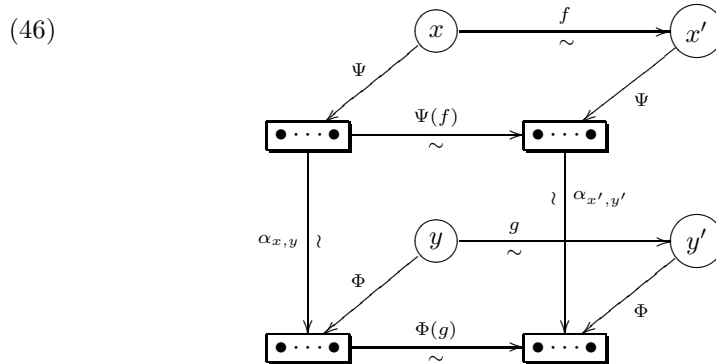 (46)
f
x ∼ x′
Ψ Ψ
Ψ(f)
● · · · ● ∼ ● · · · ●
α_{x,y} ≀ ≀ α_{x′,y′}
g
y ∼ y′
Φ Φ
Φ(g)
● · · · ● ∼ ● · · · ●